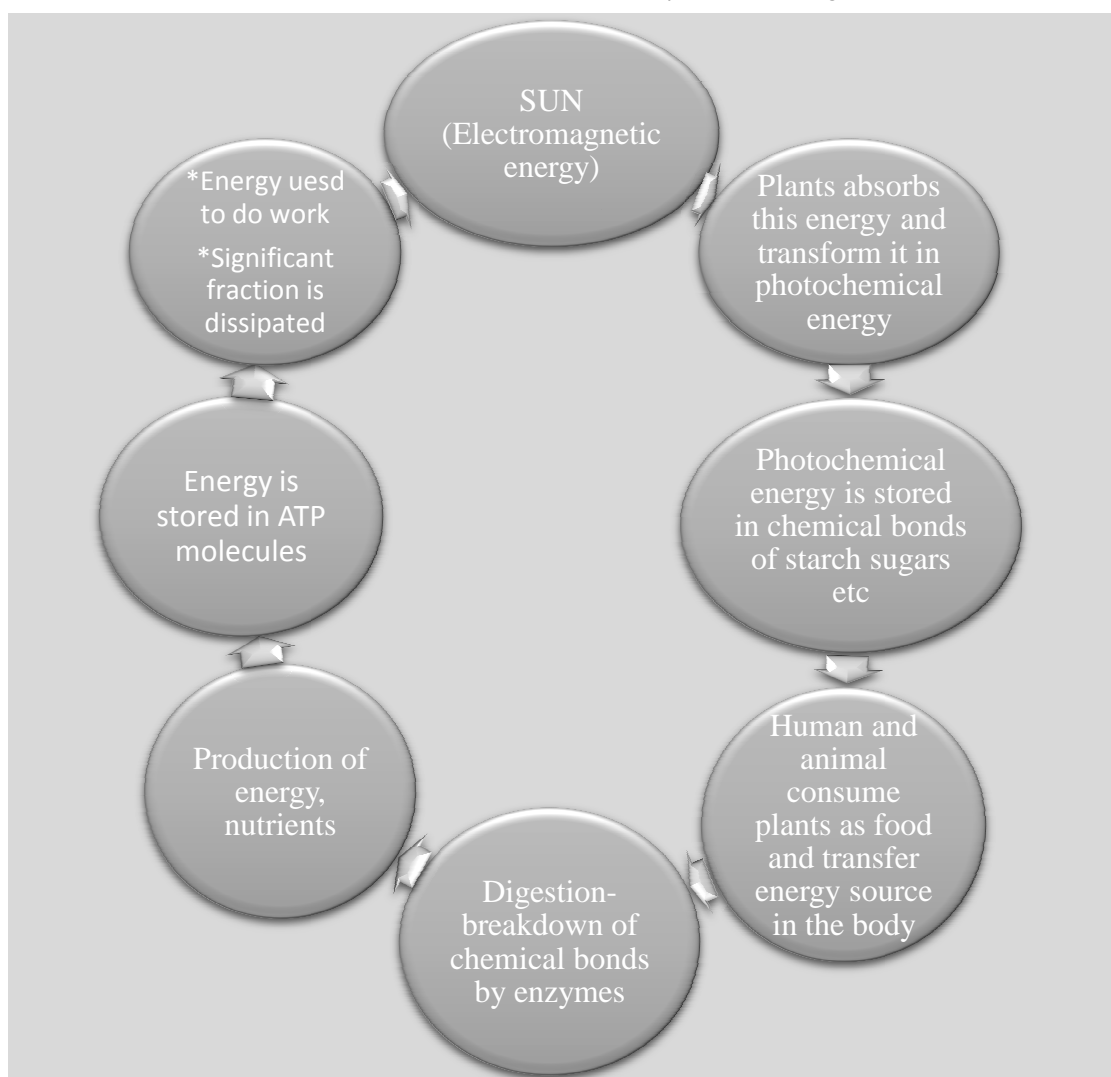 SUN
(Electromagnetic
energy)
Plants absorbs
this energy and
transform it in
photochemical
energy
Photochemical
energy is stored
in chemical bonds
of starch sugars
etc
Human and
animal
consume
plants as food
and transfer
energy source
in the body
Digestion-
breakdown of
chemical bonds
by enzymes
Production of
energy,
nutrients
Energy is
stored in ATP
molecules
*Energy uesd
to do work
*Significant
fraction is
dissipated